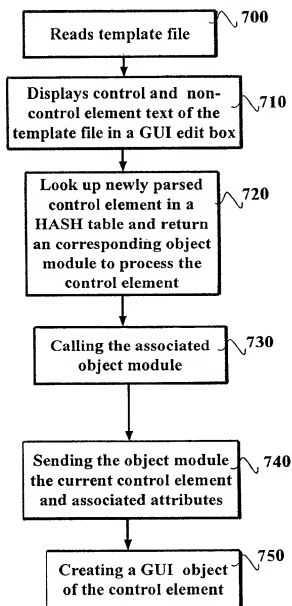 700
Reads template file
Displays control and non-
control element text of the
template file in a GUI edit box
710
Look up newly parsed
control element in a
HASH table and return
an corresponding object
module to process the
control element
720
Calling the associated
object module
730
Sending the object module
the current control element
and associated attributes
740
Creating a GUI object
of the control element
750